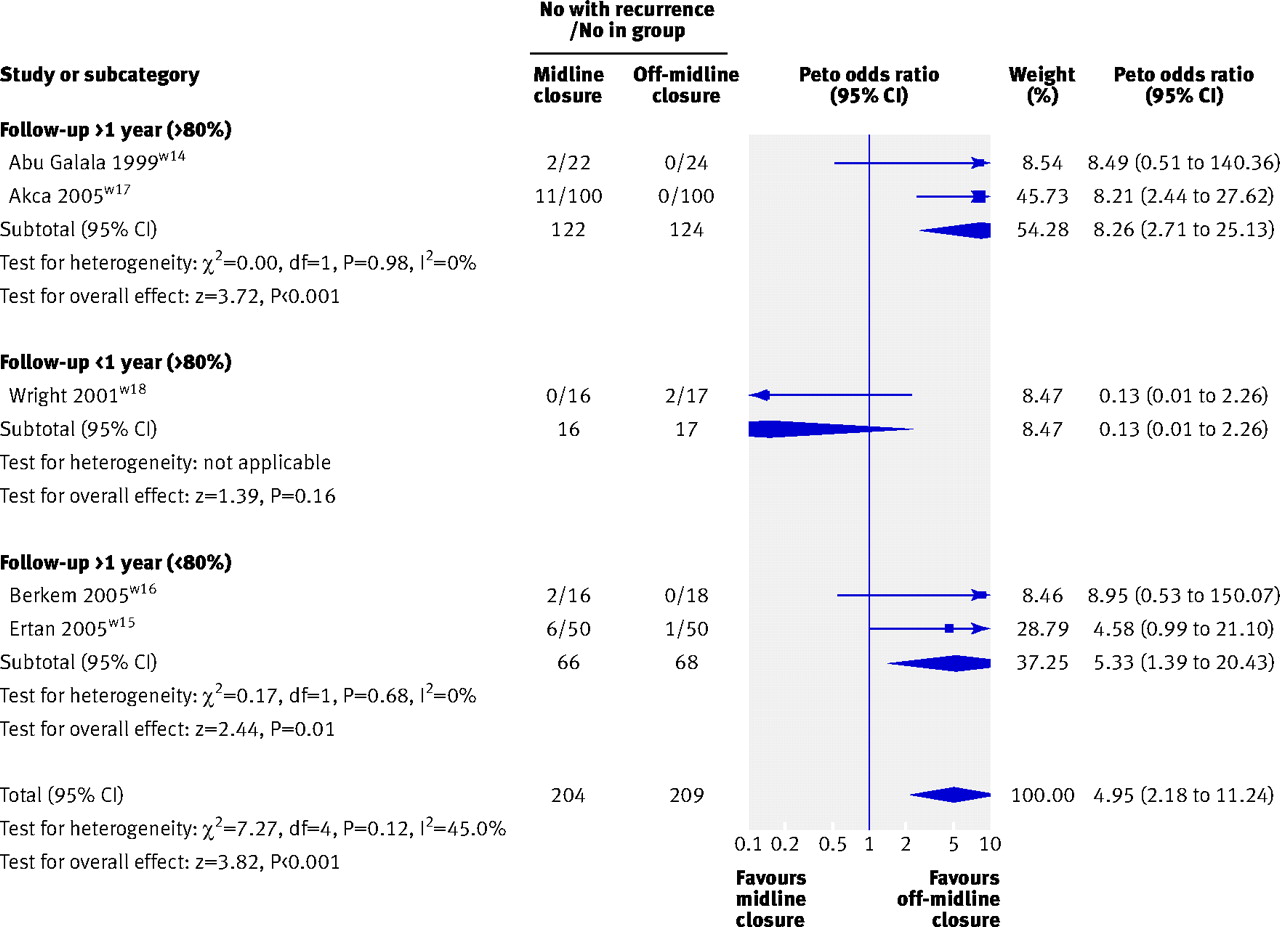 No with recurrence
/No in group
Study or subcategory Midline closure Off-midline closure Peto odds ratio (95% CI) Weight (%) Peto odds ratio (95% CI)
Follow-up >1 year (>80%)
Abu Galala 1999w14 2/22 0/24 8.54 8.49 (0.51 to 140.36)
Akca 2005w17 11/100 0/100 45.73 8.21 (2.44 to 27.62)
Subtotal (95% CI) 122 124 54.28 8.26 (2.71 to 25.13)
Test for heterogeneity: χ2=0.00, df=1, P=0.98, I2=0%
Test for overall effect: z=3.72, P<0.001
Follow-up <1 year (>80%)
Wright 2001w18 0/16 2/17 8.47 0.13 (0.01 to 2.26)
Subtotal (95% CI) 16 17 8.47 0.13 (0.01 to 2.26)
Test for heterogeneity: not applicable
Test for overall effect: z=1.39, P=0.16
Follow-up >1 year (<80%)
Berkem 2005w16 2/16 0/18 8.46 8.95 (0.53 to 150.07)
Ertan 2005w15 6/50 1/50 28.79 4.58 (0.99 to 21.10)
Subtotal (95% CI) 66 68 37.25 5.33 (1.39 to 20.43)
Test for heterogeneity: χ2=0.17, df=1, P=0.68, I2=0%
Test for overall effect: z=2.44, P=0.01
Total (95% CI) 204 209 100.00 4.95 (2.18 to 11.24)
Test for heterogeneity: χ2=7.27, df=4, P=0.12, I2=45.0%
Test for overall effect: z=3.82, P<0.001
0.1 0.2 0.5 1 2 5 10
Favours midline closure
Favours off-midline closure